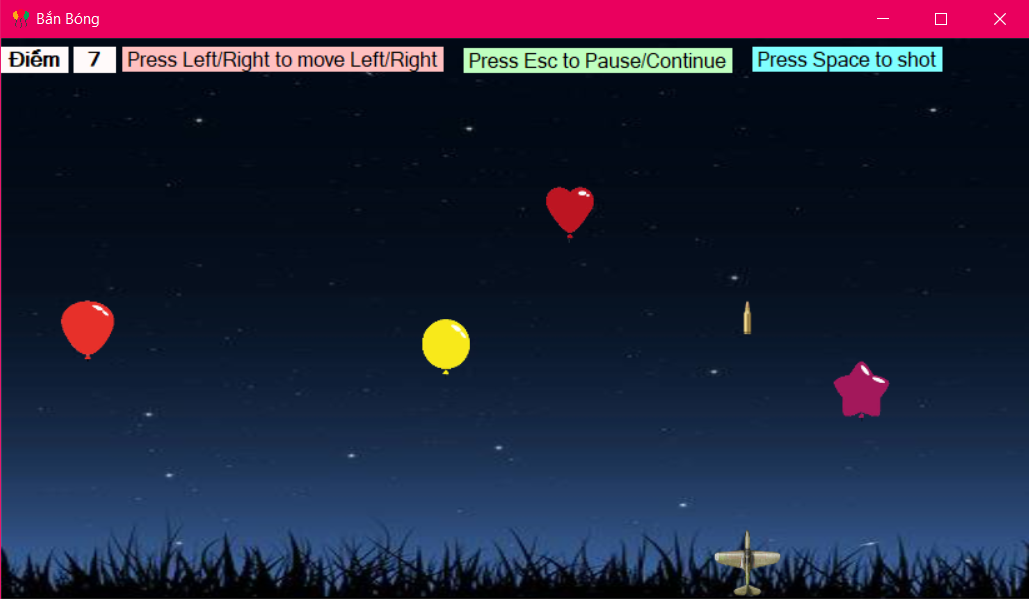 Bắn Bóng
Điểm 7 Press Left/Right to move Left/Right Press Esc to Pause/Continue Press Space to shot